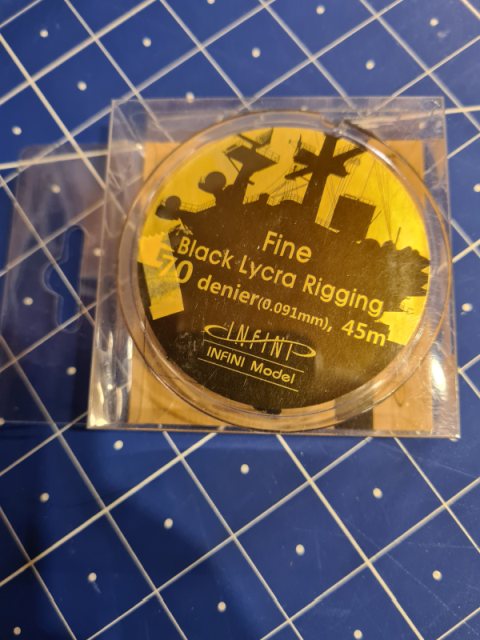 Fine
Black Lycra Rigging
70 denier(0.091mm), 45m
INFINI
INFINI Model